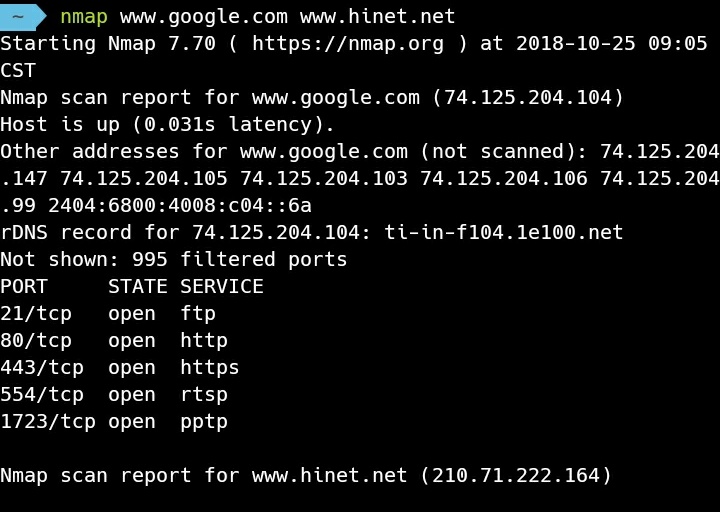 ~ nmap www.google.com www.hinet.net
Starting Nmap 7.70 ( https://nmap.org ) at 2018-10-25 09:05
CST
Nmap scan report for www.google.com (74.125.204.104)
Host is up (0.031s latency).
Other addresses for www.google.com (not scanned): 74.125.204
.147 74.125.204.105 74.125.204.103 74.125.204.106 74.125.204
.99 2404:6800:4008:c04::6a
rDNS record for 74.125.204.104: ti-in-f104.1e100.net
Not shown: 995 filtered ports
PORT     STATE SERVICE
21/tcp   open  ftp
80/tcp   open  http
443/tcp  open  https
554/tcp  open  rtsp
1723/tcp open  pptp
Nmap scan report for www.hinet.net (210.71.222.164)